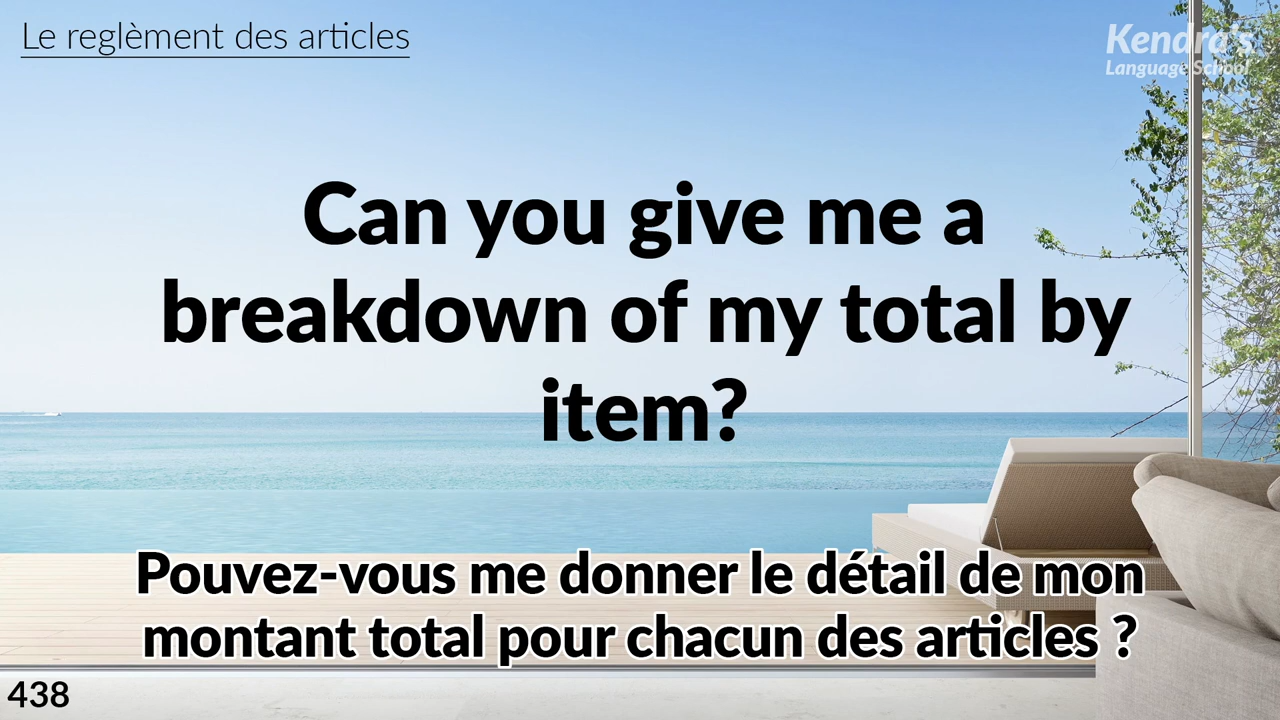 Le reglèment des articles
Kendra's
Language School
Can you give me a
breakdown of my total by
item?
Pouvez-vous me donner le détail de mon
montant total pour chacun des articles ?
438